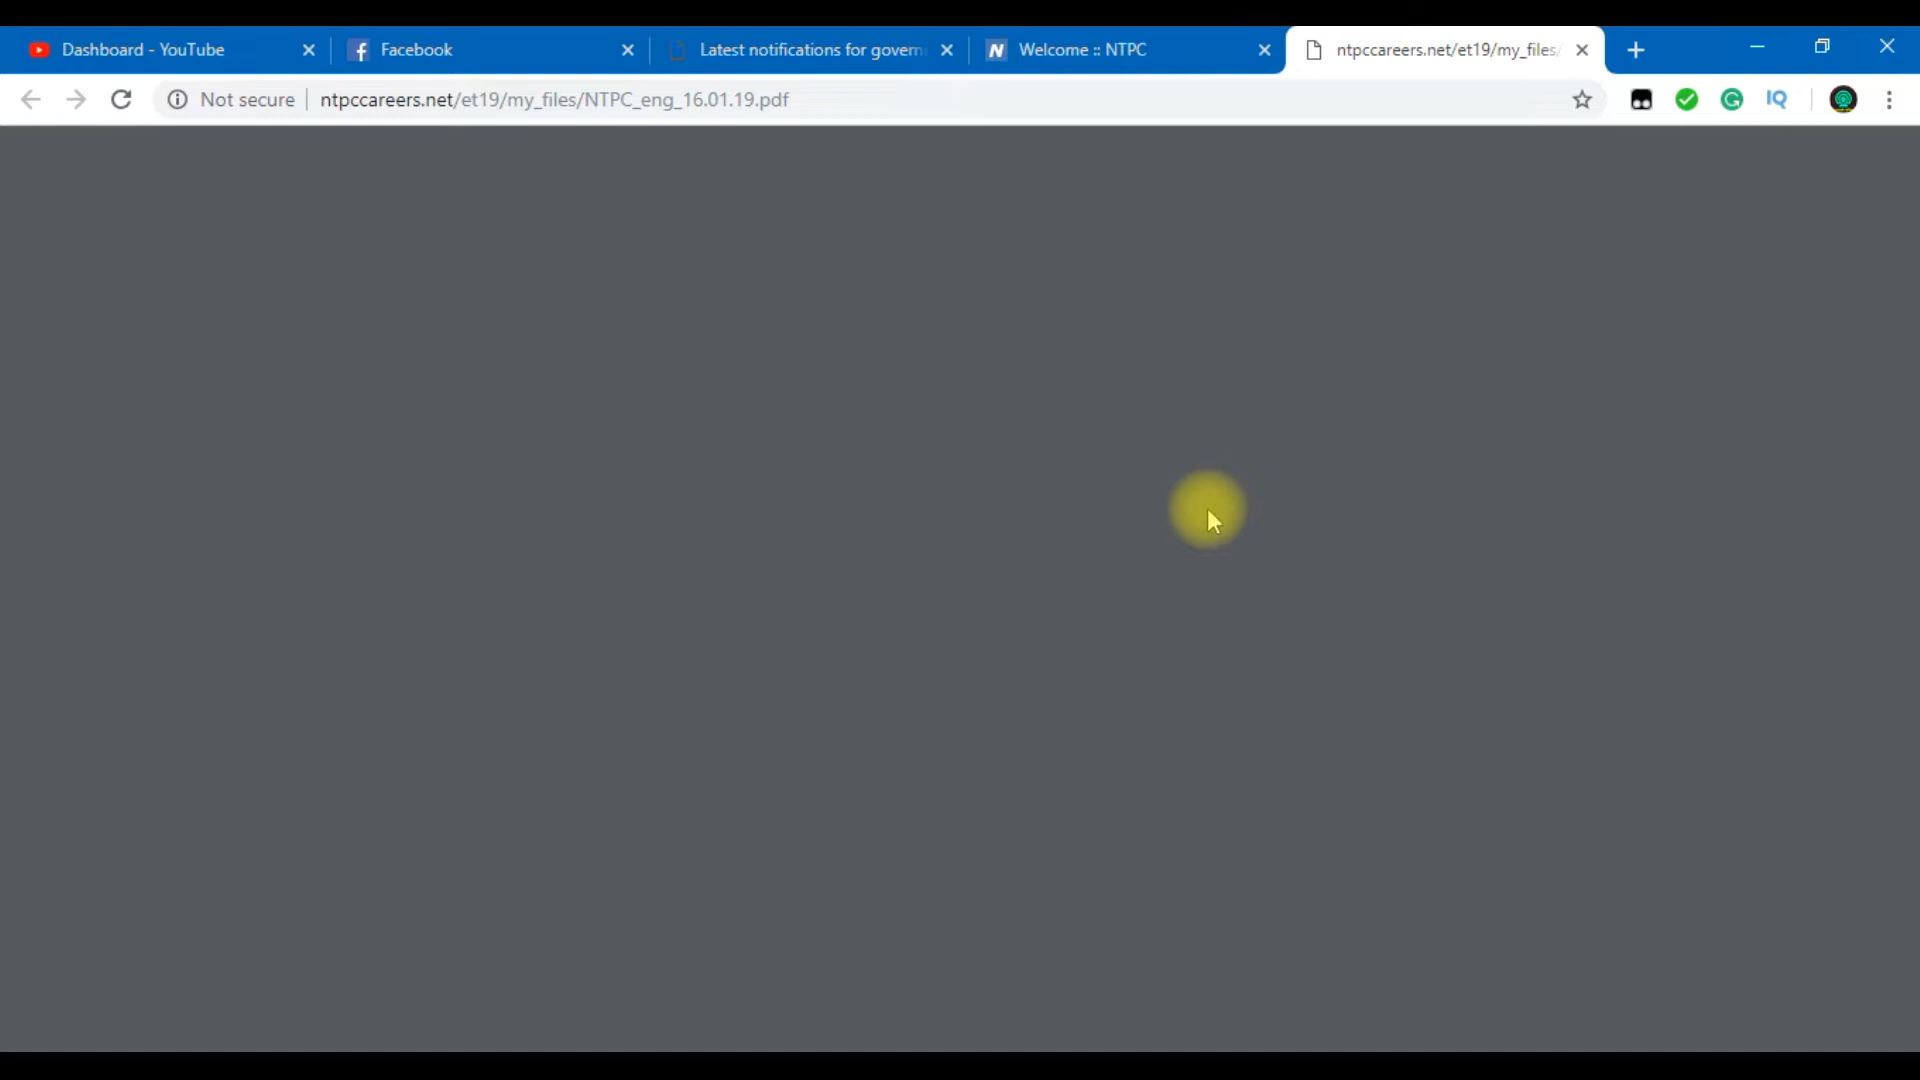 Dashboard - YouTube
Facebook
Latest notifications for govern
Welcome :: NTPC
ntpccareers.net/et19/my_files/
Not secure
ntpccareers.net/et19/my_files/NTPC_eng_16.01.19.pdf
IQ